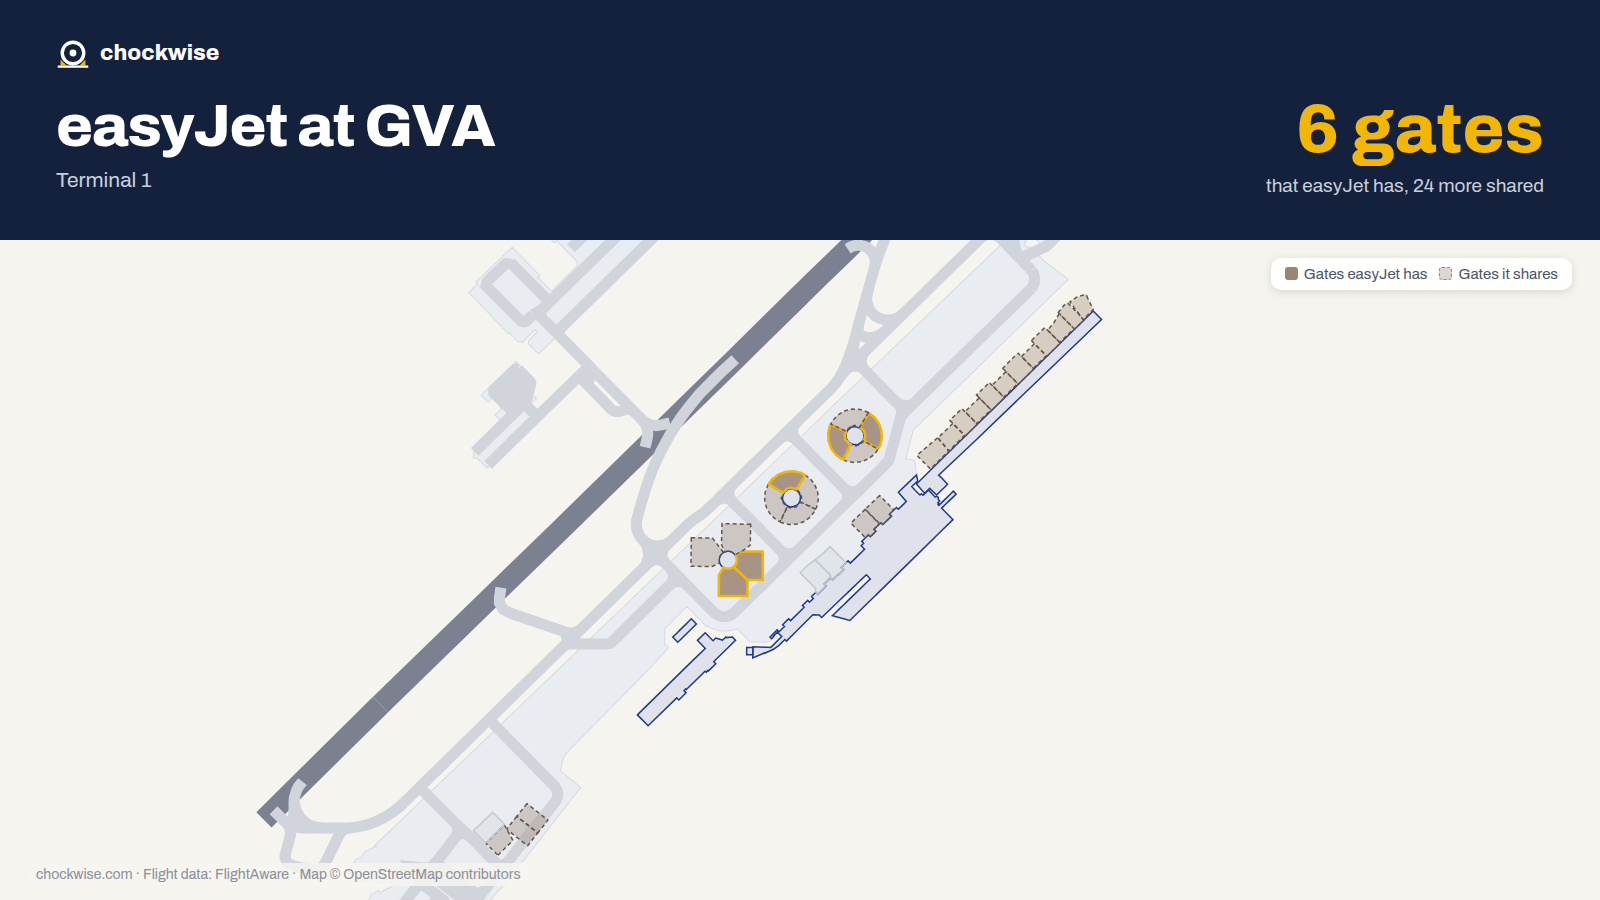 chockwise
easyJet at GVA
Terminal 1
6 gates
that easyJet has, 24 more shared
Gates easyJet has
Gates it shares
chockwise.com · Flight data: FlightAware · Map © OpenStreetMap contributors